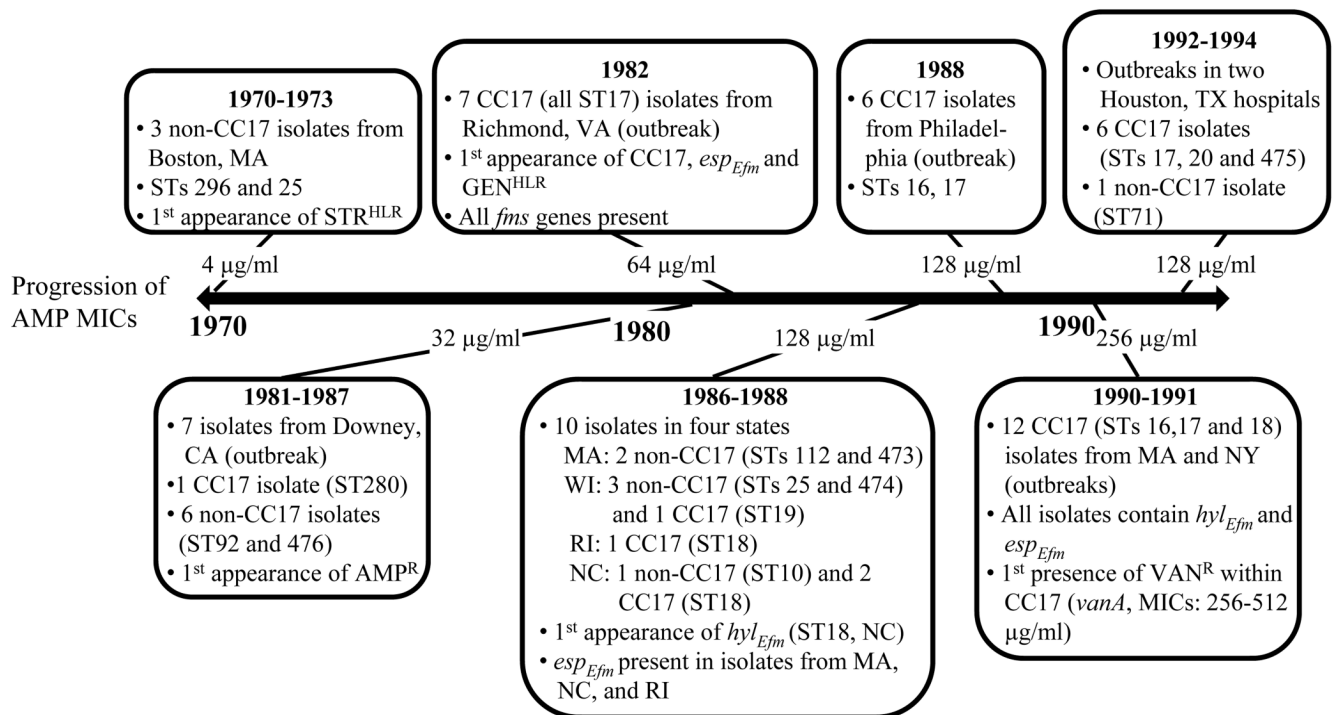 1970-1973
• 3 non-CC17 isolates from
Boston, MA
• STs 296 and 25
• 1st appearance of STR^HLR
1982
• 7 CC17 (all ST17) isolates from
Richmond, VA (outbreak)
• 1st appearance of CC17, esp_Efm and
GEN^HLR
• All fms genes present
1988
• 6 CC17 isolates
from Philadel-
phia (outbreak)
• STs 16, 17
1992-1994
• Outbreaks in two
Houston, TX hospitals
• 6 CC17 isolates
(STs 17, 20 and 475)
• 1 non-CC17 isolate
(ST71)
4 µg/ml
64 µg/ml
128 µg/ml
128 µg/ml
Progression of
AMP MICs
1970
1980
1990
32 µg/ml
128 µg/ml
256 µg/ml
1981-1987
• 7 isolates from Downey,
CA (outbreak)
•1 CC17 isolate (ST280)
• 6 non-CC17 isolates
(ST92 and 476)
• 1st appearance of AMP^R
1986-1988
• 10 isolates in four states
MA: 2 non-CC17 (STs 112 and 473)
WI: 3 non-CC17 (STs 25 and 474)
and 1 CC17 (ST19)
RI: 1 CC17 (ST18)
NC: 1 non-CC17 (ST10) and 2
CC17 (ST18)
• 1st appearance of hyl_Efm (ST18, NC)
• esp_Efm present in isolates from MA,
NC, and RI
1990-1991
• 12 CC17 (STs 16,17 and 18)
isolates from MA and NY
(outbreaks)
• All isolates contain hyl_Efm and
esp_Efm
• 1st presence of VAN^R within
CC17 (vanA, MICs: 256-512
µg/ml)